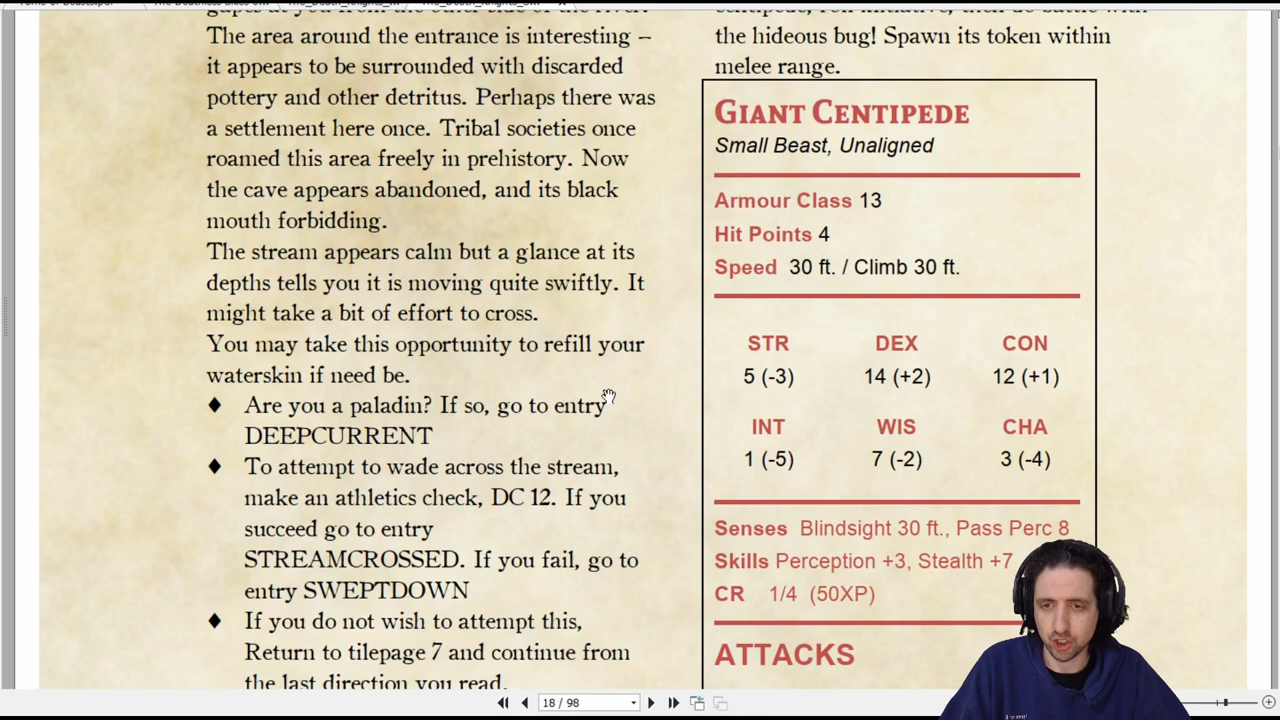 The area around the entrance is interesting –
it appears to be surrounded with discarded
pottery and other detritus. Perhaps there was
a settlement here once. Tribal societies once
roamed this area freely in prehistory. Now
the cave appears abandoned, and its black
mouth forbidding.
The stream appears calm but a glance at its
depths tells you it is moving quite swiftly. It
might take a bit of effort to cross.
You may take this opportunity to refill your
waterskin if need be.
♦ Are you a paladin? If so, go to entry
DEEPCURRENT
♦ To attempt to wade across the stream,
make an athletics check, DC 12. If you
succeed go to entry
STREAMCROSSED. If you fail, go to
entry SWEPTDOWN
♦ If you do not wish to attempt this,
Return to tilepage 7 and continue from
the last direction you read.
the hideous bug! Spawn its token within
melee range.
GIANT CENTIPEDE
Small Beast, Unaligned
Armour Class 13
Hit Points 4
Speed 30 ft. / Climb 30 ft.
STR DEX CON
5 (-3) 14 (+2) 12 (+1)
INT WIS CHA
1 (-5) 7 (-2) 3 (-4)
Senses Blindsight 30 ft., Pass Perc 8
Skills Perception +3, Stealth +7
CR 1/4 (50XP)
ATTACKS
18 / 98